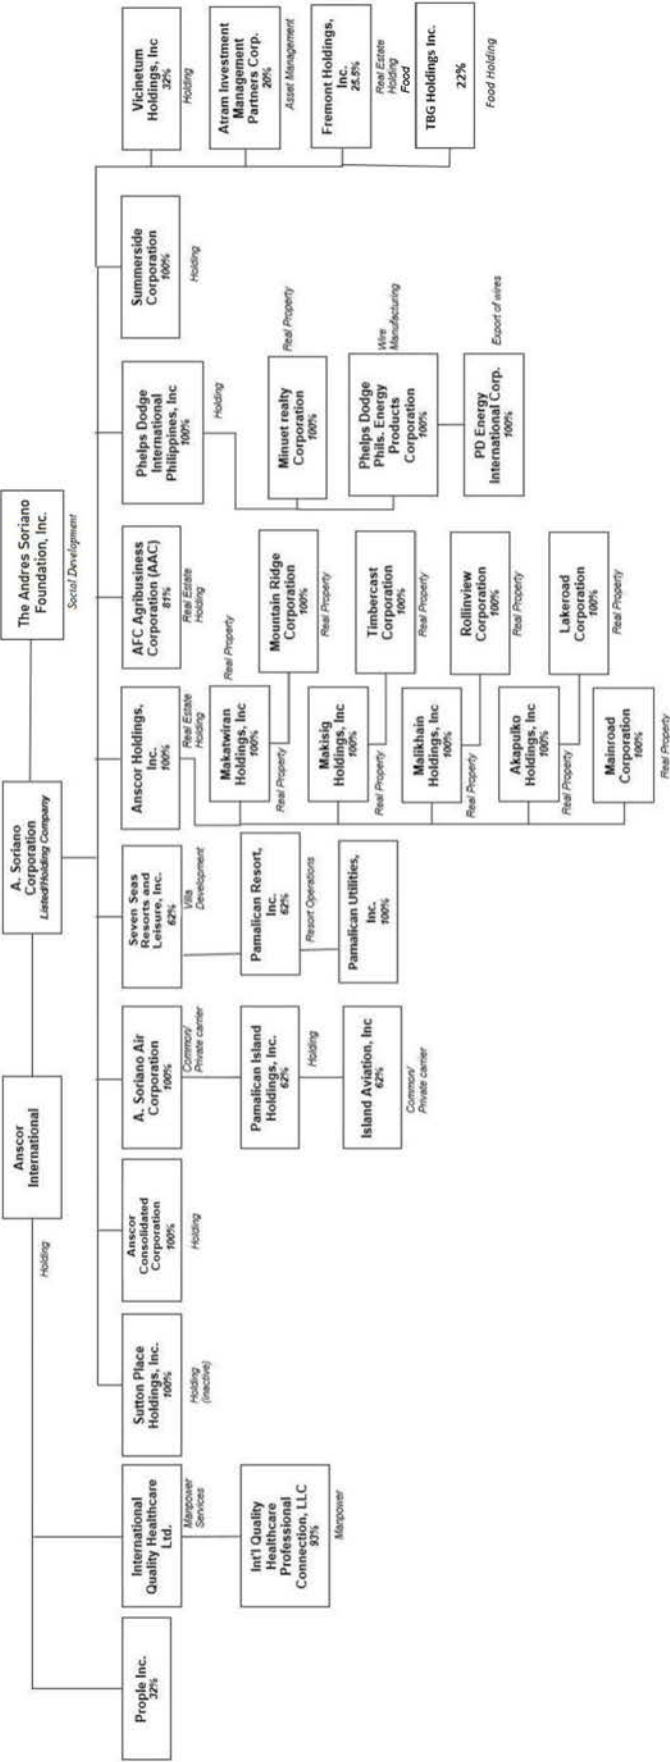 Anscor
International
Holding
A. Soriano
Corporation
Listed/Holding Company
The Andres Soriano
Foundation, Inc.
Social Development
Prople Inc.
32%
International
Quality Healthcare
Ltd.
Manpower
Services
Int'l Quality
Healthcare
Professional
Connection, LLC
93%
Manpower
Sutton Place
Holdings, Inc.
100%
Holding
(inactive)
Anscor
Consolidated
Corporation
100%
Holding
A. Soriano Air
Corporation
100%
Common/
Private carrier
Pamalican Island
Holdings, Inc.
62%
Holding
Island Aviation, Inc
62%
Common/
Private carrier
Seven Seas
Resorts and
Leisure, Inc.
62%
Villa
Development
Pamalican Resort,
Inc.
62%
Resort Operations
Pamalican Utilities,
Inc.
100%
Anscor Holdings,
Inc.
100%
Real Estate
Holding
Makatwiran
Holdings, Inc
100%
Real Property
Makisig
Holdings, Inc
100%
Real Property
Malikhain
Holdings, Inc
100%
Real Property
Akapulko
Holdings, Inc
100%
Real Property
Mainroad
Corporation
100%
Real Property
AFC Agribusiness
Corporation (AAC)
81%
Real Estate
Holding
Real Property
Mountain Ridge
Corporation
100%
Real Property
Timbercast
Corporation
100%
Real Property
Rollinview
Corporation
100%
Real Property
Lakeroad
Corporation
100%
Real Property
Phelps Dodge
International
Philippines, Inc
100%
Holding
Minuet realty
Corporation
100%
Real Property
Phelps Dodge
Phils. Energy
Products
Corporation
100%
Wire
Manufacturing
PD Energy
International Corp.
100%
Export of wires
Summerside
Corporation
100%
Holding
Vicinetum
Holdings, Inc
32%
Holding
Atram Investment
Management
Partners Corp.
20%
Asset Management
Fremont Holdings,
Inc.
25.5%
Real Estate
Holding
Food
TBG Holdings Inc.
22%
Food Holding